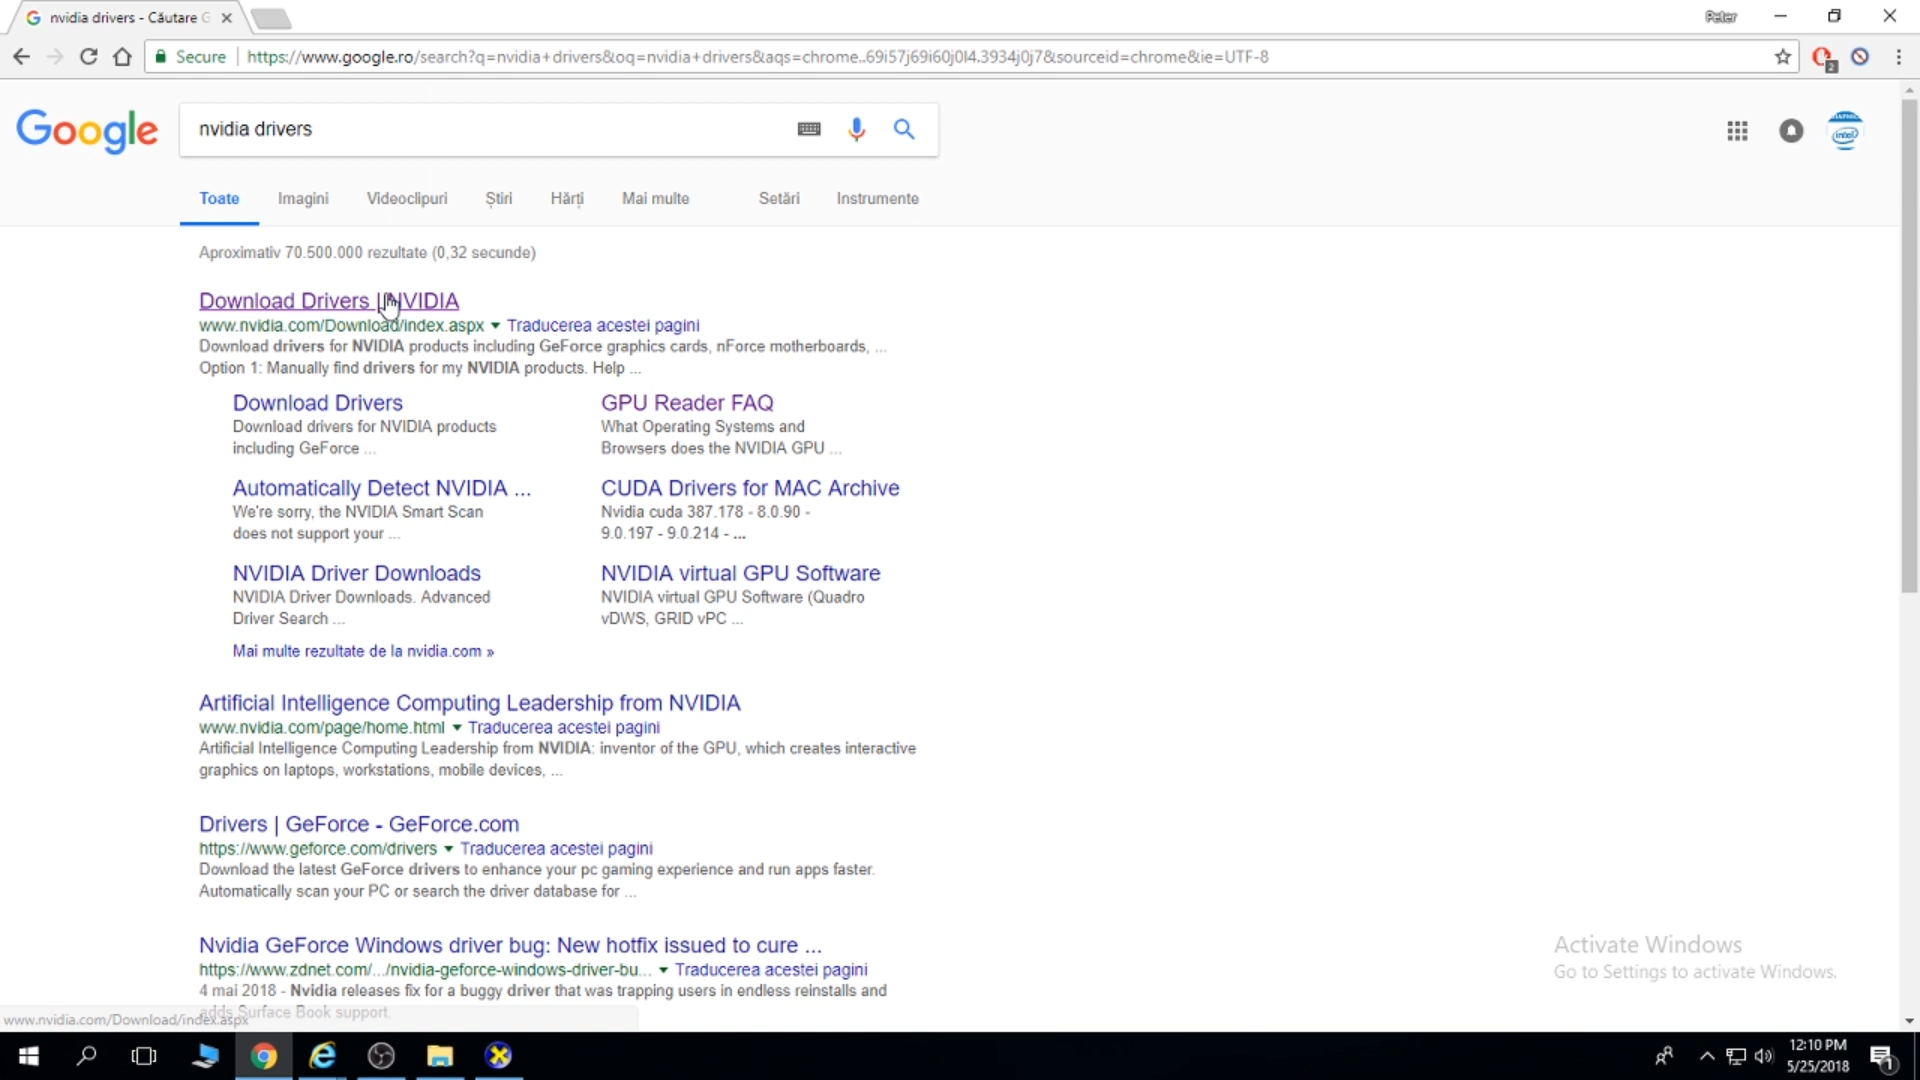 nvidia drivers - Căutare G
Peter
Secure
https://www.google.ro/search?q=nvidia+drivers&oq=nvidia+drivers&aqs=chrome..69i57j69i60j0l4.3934j0j7&sourceid=chrome&ie=UTF-8
2
Google
nvidia drivers
intel
Toate
Imagini
Videoclipuri
Știri
Hărți
Mai multe
Setări
Instrumente
Aproximativ 70.500.000 rezultate (0,32 secunde)
Download Drivers | NVIDIA
www.nvidia.com/Download/index.aspx
Traducerea acestei pagini
Download drivers for NVIDIA products including GeForce graphics cards, nForce motherboards, ...
Option 1: Manually find drivers for my NVIDIA products. Help ...
Download Drivers
Download drivers for NVIDIA products
including GeForce ...
GPU Reader FAQ
What Operating Systems and
Browsers does the NVIDIA GPU ...
Automatically Detect NVIDIA ...
We're sorry, the NVIDIA Smart Scan
does not support your ...
CUDA Drivers for MAC Archive
Nvidia cuda 387.178 - 8.0.90 -
9.0.197 - 9.0.214 - ...
NVIDIA Driver Downloads
NVIDIA Driver Downloads. Advanced
Driver Search ...
NVIDIA virtual GPU Software
NVIDIA virtual GPU Software (Quadro
vDWS, GRID vPC ...
Mai multe rezultate de la nvidia.com »
Artificial Intelligence Computing Leadership from NVIDIA
www.nvidia.com/page/home.html
Traducerea acestei pagini
Artificial Intelligence Computing Leadership from NVIDIA: inventor of the GPU, which creates interactive
graphics on laptops, workstations, mobile devices, ...
Drivers | GeForce - GeForce.com
https://www.geforce.com/drivers
Traducerea acestei pagini
Download the latest GeForce drivers to enhance your pc gaming experience and run apps faster.
Automatically scan your PC or search the driver database for ...
Nvidia GeForce Windows driver bug: New hotfix issued to cure ...
https://www.zdnet.com/.../nvidia-geforce-windows-driver-bu...
Traducerea acestei pagini
4 mai 2018 - Nvidia releases fix for a buggy driver that was trapping users in endless reinstalls and
adds Surface Book support.
www.nvidia.com/Download/index.aspx
Activate Windows
Go to Settings to activate Windows.
12:10 PM
5/25/2018
1